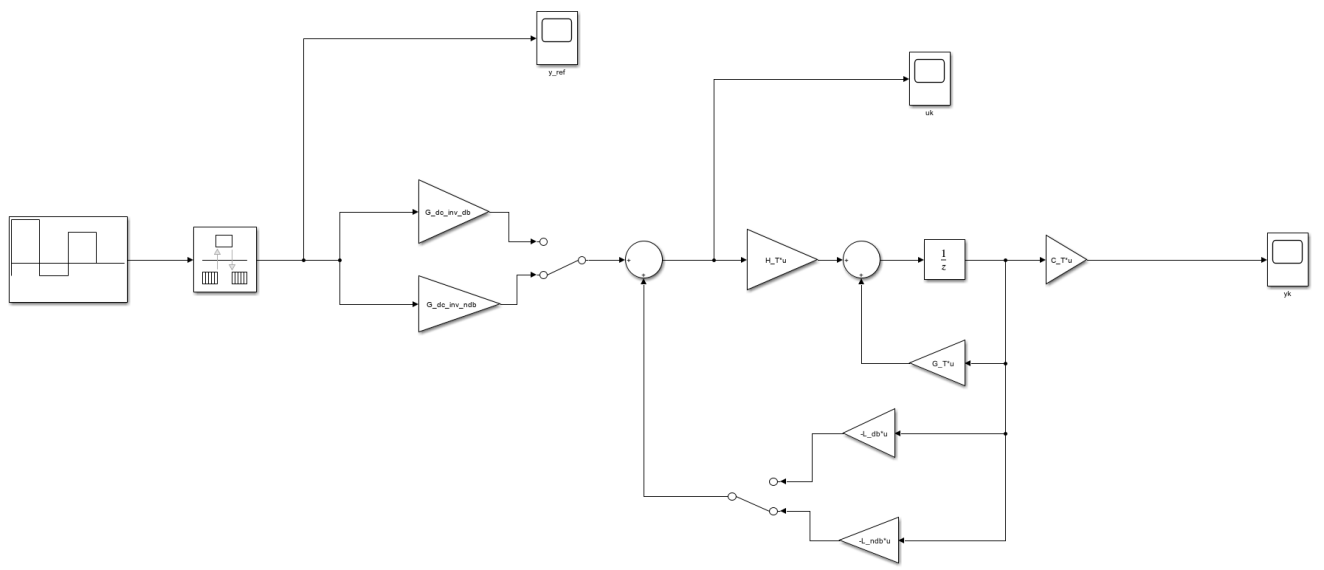 y_ref
uk
G_dc_inv_db
G_dc_inv_ndb
+
+
H_T*u
+
+
1
z
C_T*u
yk
G_T*u
-L_db*u
-L_ndb*u